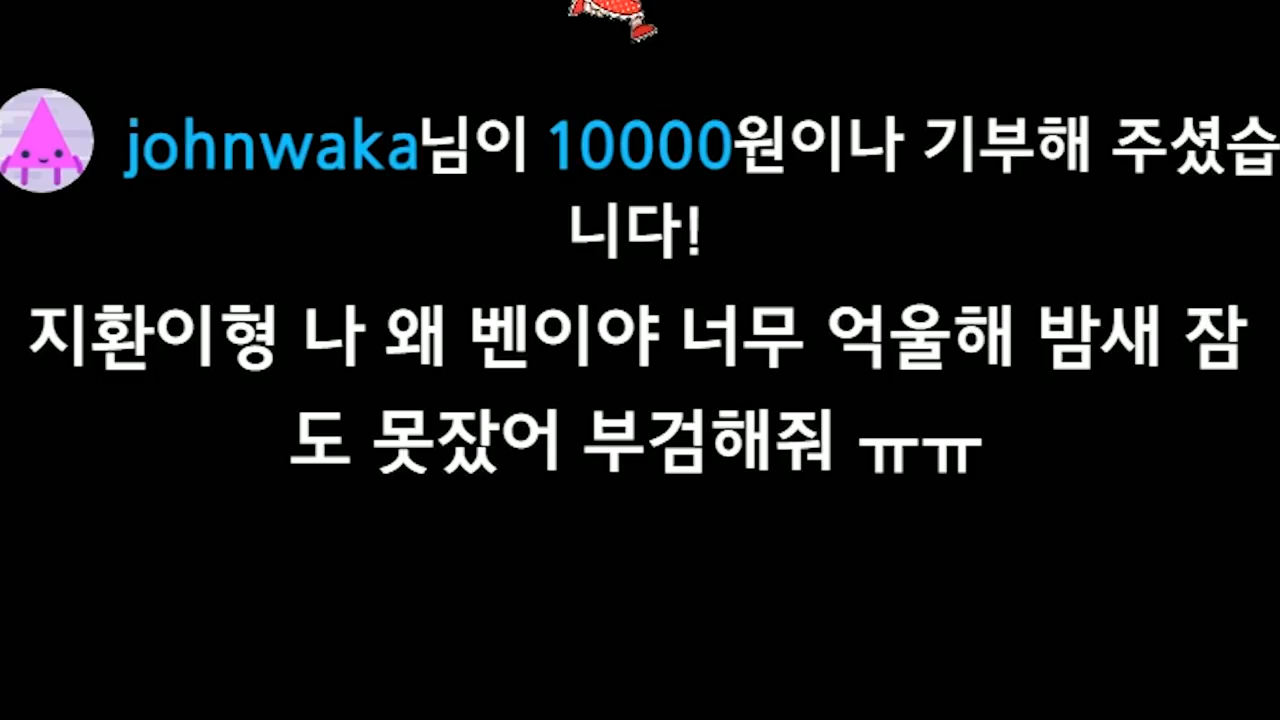 johnwaka님이 10000원이나 기부해 주셨습
니다!
지환이형 나 왜 벤이야 너무 억울해 밤새 잠
도 못잤어 부검해줘 ㅠㅠ